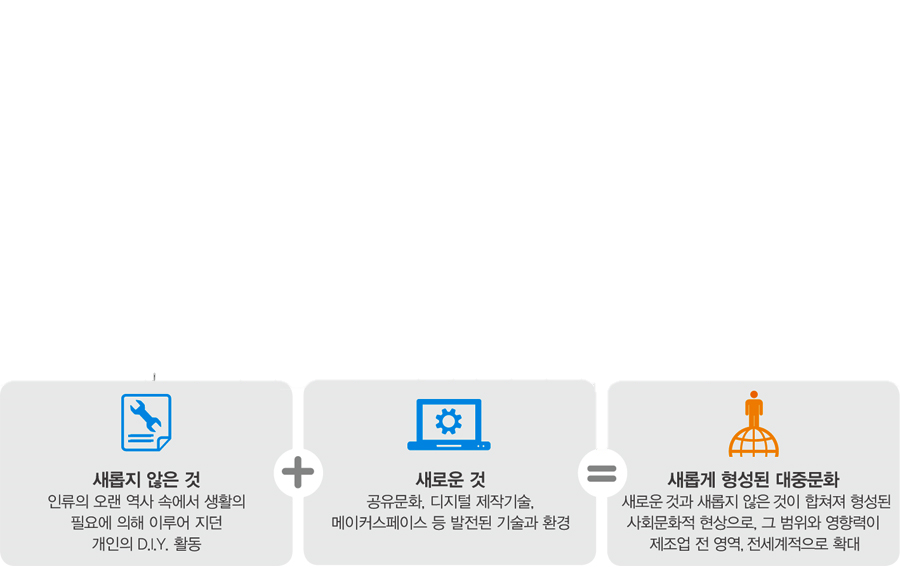 새롭지 않은 것
인류의 오랜 역사 속에서 생활의
필요에 의해 이루어 지던
개인의 D.I.Y. 활동
+
새로운 것
공유문화, 디지털 제작기술,
메이커스페이스 등 발전된 기술과 환경
=
새롭게 형성된 대중문화
새로운 것과 새롭지 않은 것이 합쳐져 형성된
사회문화적 현상으로, 그 범위와 영향력이
제조업 전 영역, 전세계적으로 확대